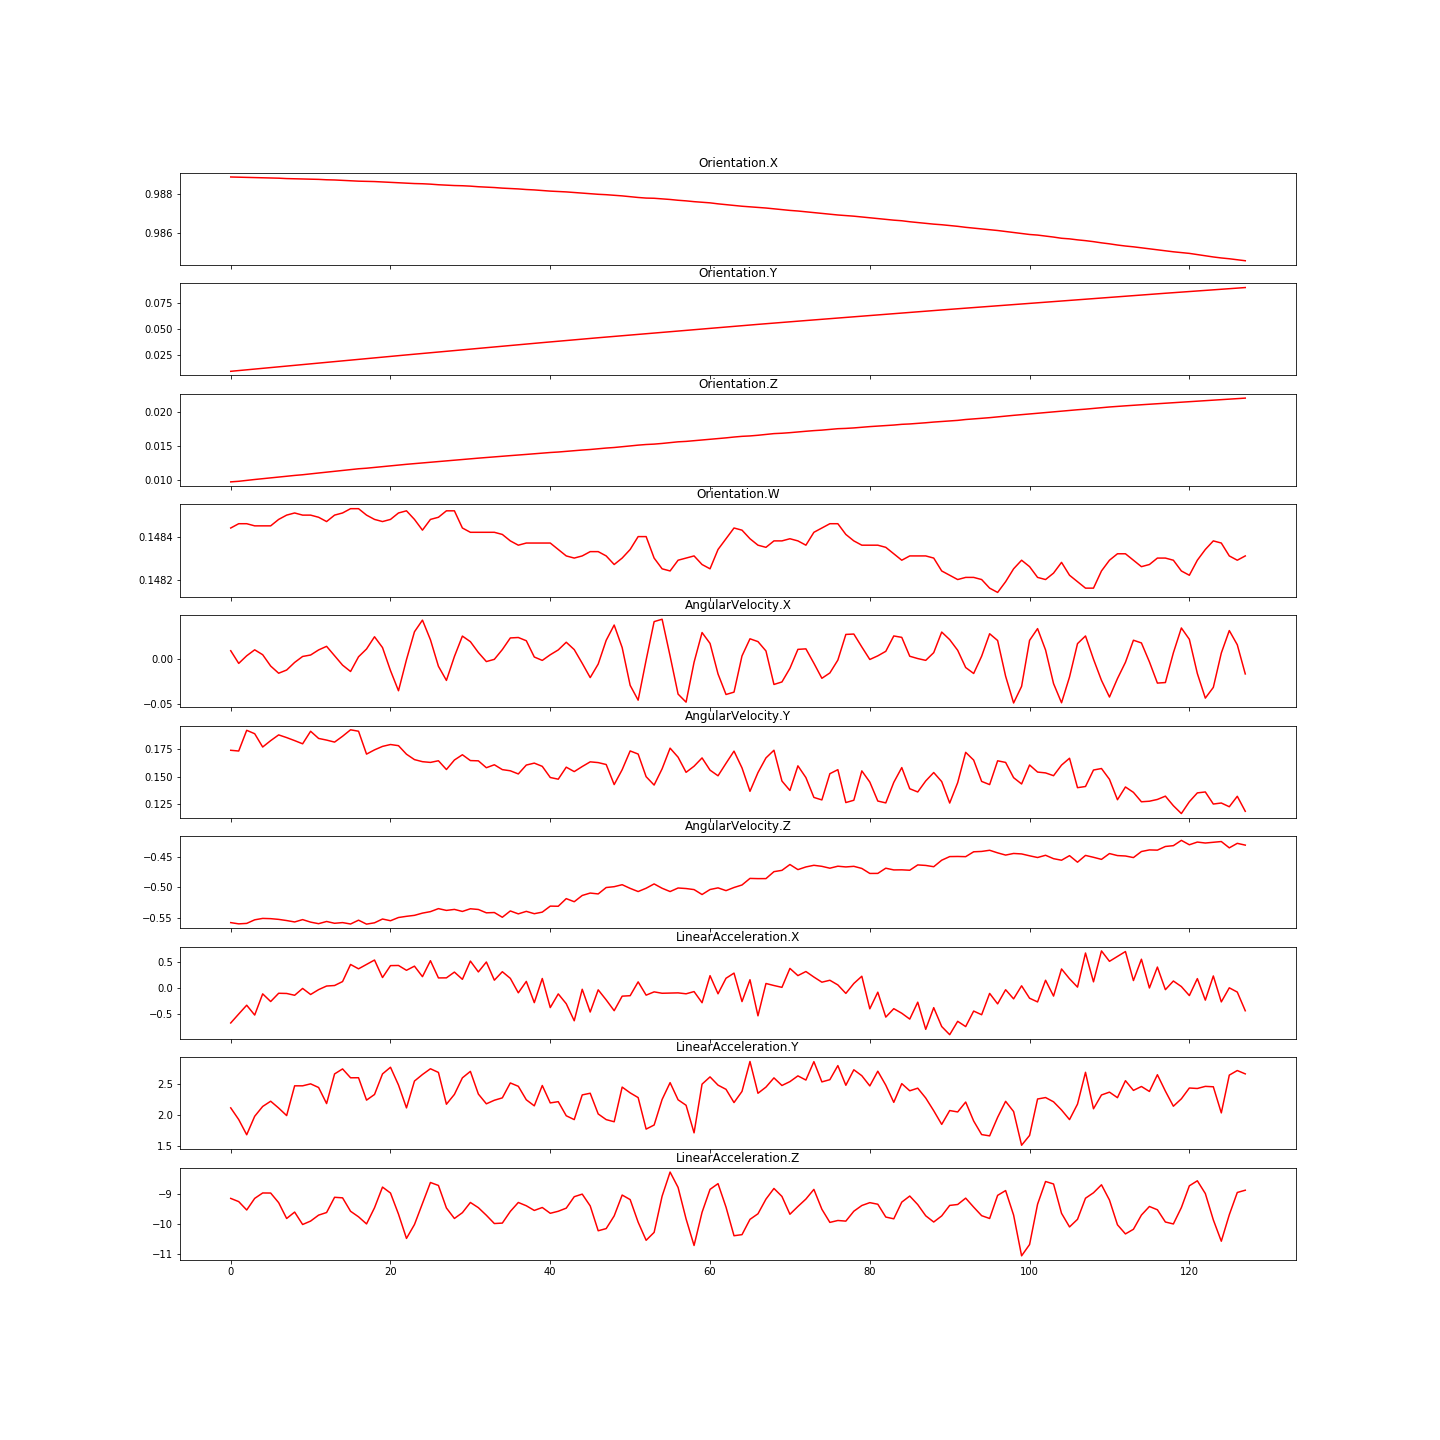 Orientation.X
0.988
0.986
Orientation.Y
0.075
0.050
0.025
Orientation.Z
0.020
0.015
0.010
Orientation.W
0.1484
0.1482
AngularVelocity.X
0.00
−0.05
AngularVelocity.Y
0.175
0.150
0.125
AngularVelocity.Z
−0.45
−0.50
−0.55
LinearAcceleration.X
0.5
0.0
−0.5
LinearAcceleration.Y
2.5
2.0
1.5
LinearAcceleration.Z
−9
−10
−11
0 20 40 60 80 100 120